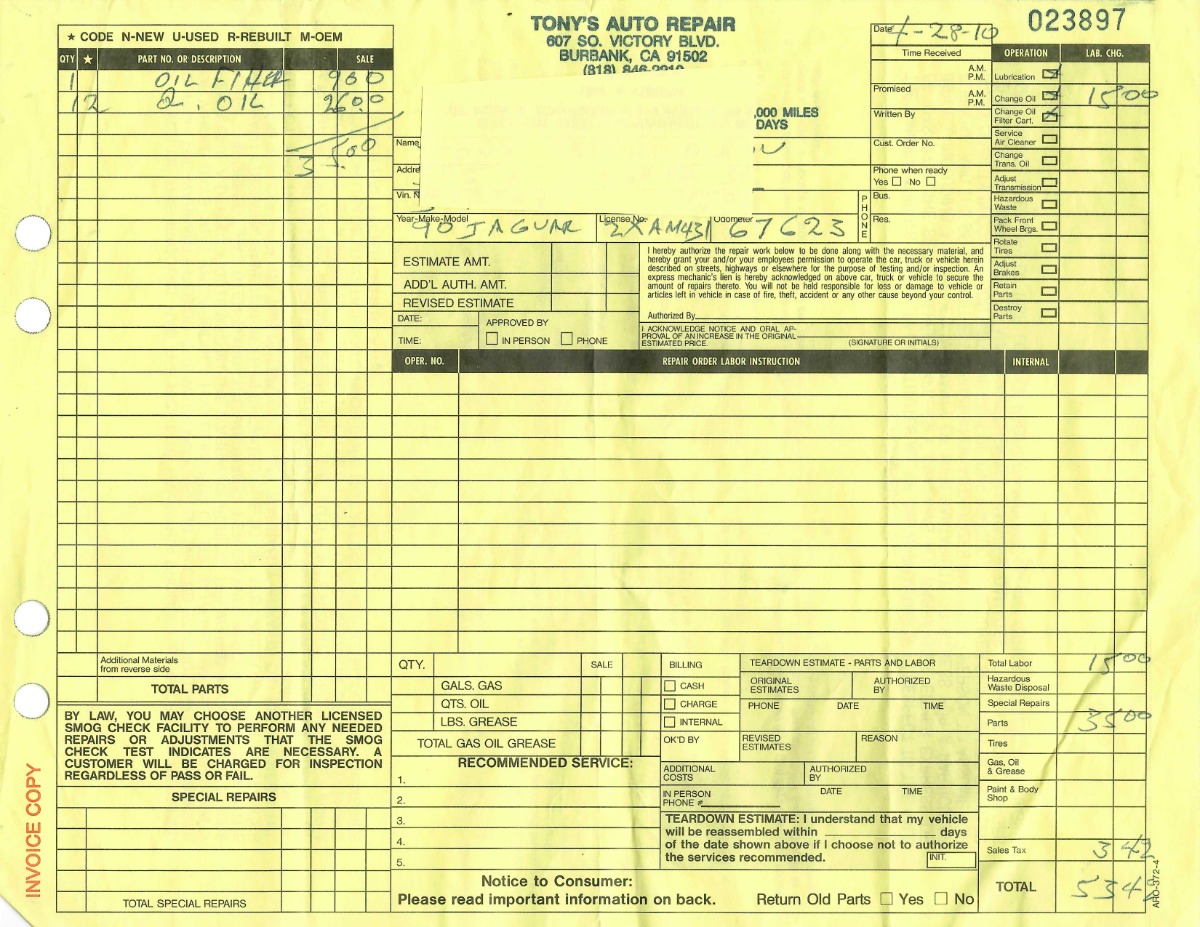 ★ CODE N-NEW U-USED R-REBUILT M-OEM
QTY ★ PART NO. OR DESCRIPTION SALE
1 OIL FILTER 9 00
12 Q. OIL 26 00
35 00
Additional Materials
from reverse side
TOTAL PARTS
BY LAW, YOU MAY CHOOSE ANOTHER LICENSED
SMOG CHECK FACILITY TO PERFORM ANY NEEDED
REPAIRS OR ADJUSTMENTS THAT THE SMOG
CHECK TEST INDICATES ARE NECESSARY. A
CUSTOMER WILL BE CHARGED FOR INSPECTION
REGARDLESS OF PASS OR FAIL.
SPECIAL REPAIRS
TOTAL SPECIAL REPAIRS
INVOICE COPY
TONY'S AUTO REPAIR
607 SO. VICTORY BLVD.
BURBANK, CA 91502
(818)
,000 MILES
DAYS
Name
Addre
Vin. N
Year-Make-Model License No. Odometer
90 JAGUAR 2XAM431 67623
PHONE
Bus.
Res.
Date 4-28-10
Time Received
A.M.
P.M.
Promised
A.M.
P.M.
Written By
Cust. Order No.
Phone when ready
Yes No
023897
OPERATION LAB. CHG.
Lubrication
Change Oil 15 00
Change Oil
Filter Cart.
Service
Air Cleaner
Change
Trans. Oil
Adjust
Transmission
Hazardous
Waste
Pack Front
Wheel Brgs.
Rotate
Tires
Adjust
Brakes
Retain
Parts
Destroy
Parts
ESTIMATE AMT.
ADD'L AUTH. AMT.
REVISED ESTIMATE
DATE: APPROVED BY
TIME: IN PERSON PHONE
I hereby authorize the repair work below to be done along with the necessary material, and
hereby grant your and/or your employees permission to operate the car, truck or vehicle herein
described on streets, highways or elsewhere for the purpose of testing and/or inspection. An
express mechanic's lien is hereby acknowledged on above car, truck or vehicle to secure the
amount of repairs thereto. You will not be held responsible for loss or damage to vehicle or
articles left in vehicle in case of fire, theft, accident or any other cause beyond your control.
Authorized By
I ACKNOWLEDGE NOTICE AND ORAL AP-
PROVAL OF AN INCREASE IN THE ORIGINAL
ESTIMATED PRICE. (SIGNATURE OR INITIALS)
OPER. NO. REPAIR ORDER LABOR INSTRUCTION INTERNAL
QTY. SALE
GALS. GAS
QTS. OIL
LBS. GREASE
TOTAL GAS OIL GREASE
RECOMMENDED SERVICE:
1.
2.
3.
4.
5.
BILLING
CASH
CHARGE
INTERNAL
OK'D BY
TEARDOWN ESTIMATE - PARTS AND LABOR
ORIGINAL
ESTIMATES
AUTHORIZED
BY
PHONE DATE TIME
REVISED
ESTIMATES
REASON
ADDITIONAL
COSTS
AUTHORIZED
BY
IN PERSON
PHONE #
DATE TIME
TEARDOWN ESTIMATE: I understand that my vehicle
will be reassembled within days
of the date shown above if I choose not to authorize
the services recommended.
INIT.
Notice to Consumer:
Please read important information on back.
Return Old Parts Yes No
Total Labor 15 00
Hazardous
Waste Disposal
Special Repairs
Parts 35 00
Tires
Gas, Oil
& Grease
Paint & Body
Shop
Sales Tax 3 42
TOTAL 53 42
ARO-372-4